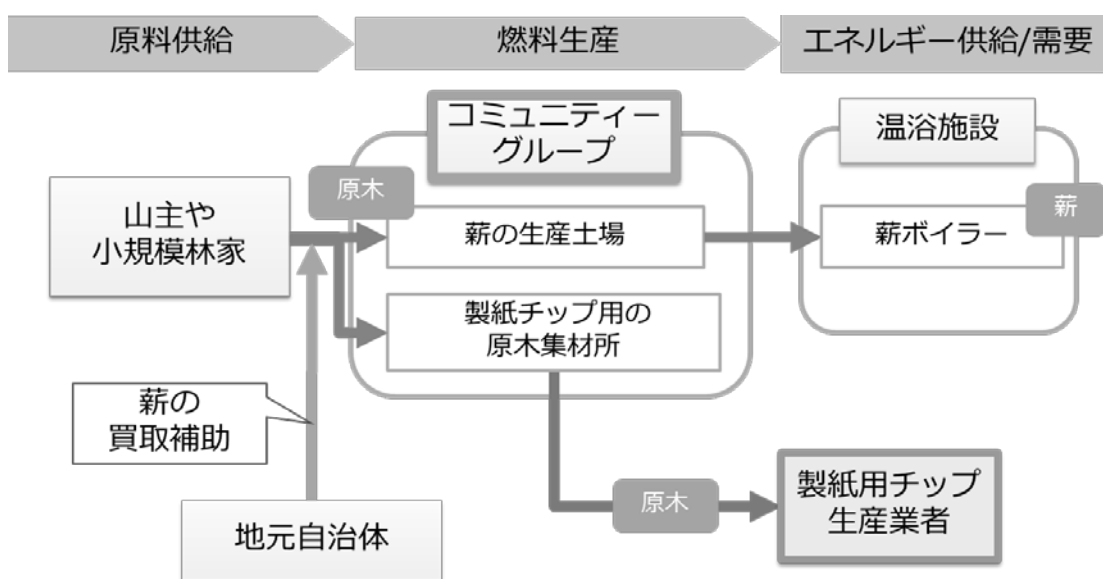 原料供給
燃料生産
エネルギー供給/需要
コミュニティー
グループ
温浴施設
原木
薪
山主や
小規模林家
薪の生産土場
薪ボイラー
製紙チップ用の
原木集材所
薪の
買取補助
原木
製紙用チップ
生産業者
地元自治体